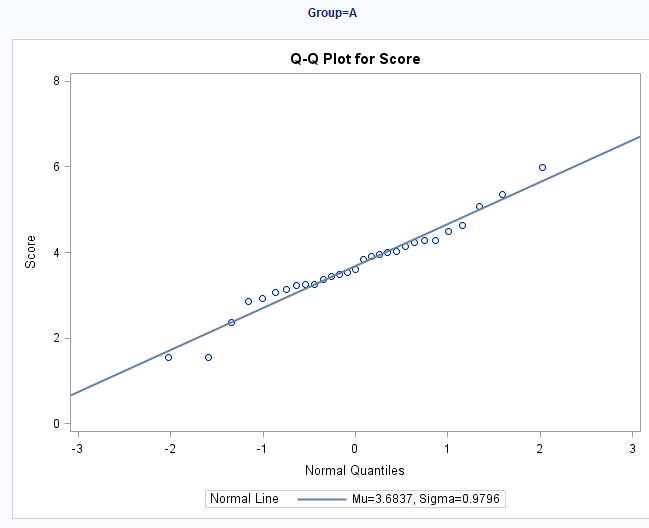 Group=A
Q-Q Plot for Score
8
6
4
2
0
Score
-3 -2 -1 0 1 2 3
Normal Quantiles
Normal Line Mu=3.6837, Sigma=0.9796